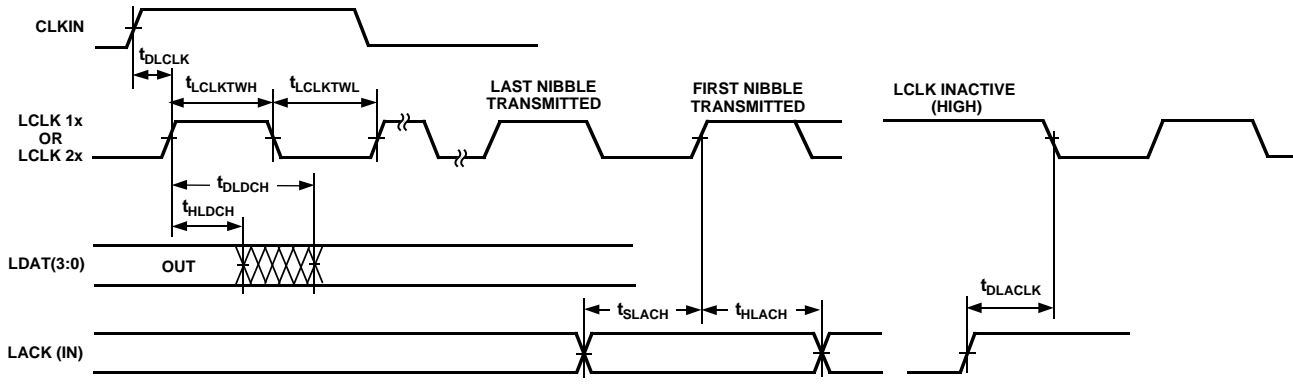 CLKIN
tDLCLK
tLCLKTWH
tLCLKTWL
LAST NIBBLE
TRANSMITTED
FIRST NIBBLE
TRANSMITTED
LCLK INACTIVE
(HIGH)
LCLK 1x
OR
LCLK 2x
tDLDCH
tHLDCH
LDAT(3:0)
OUT
tDLACLK
tSLACH
tHLACH
LACK (IN)